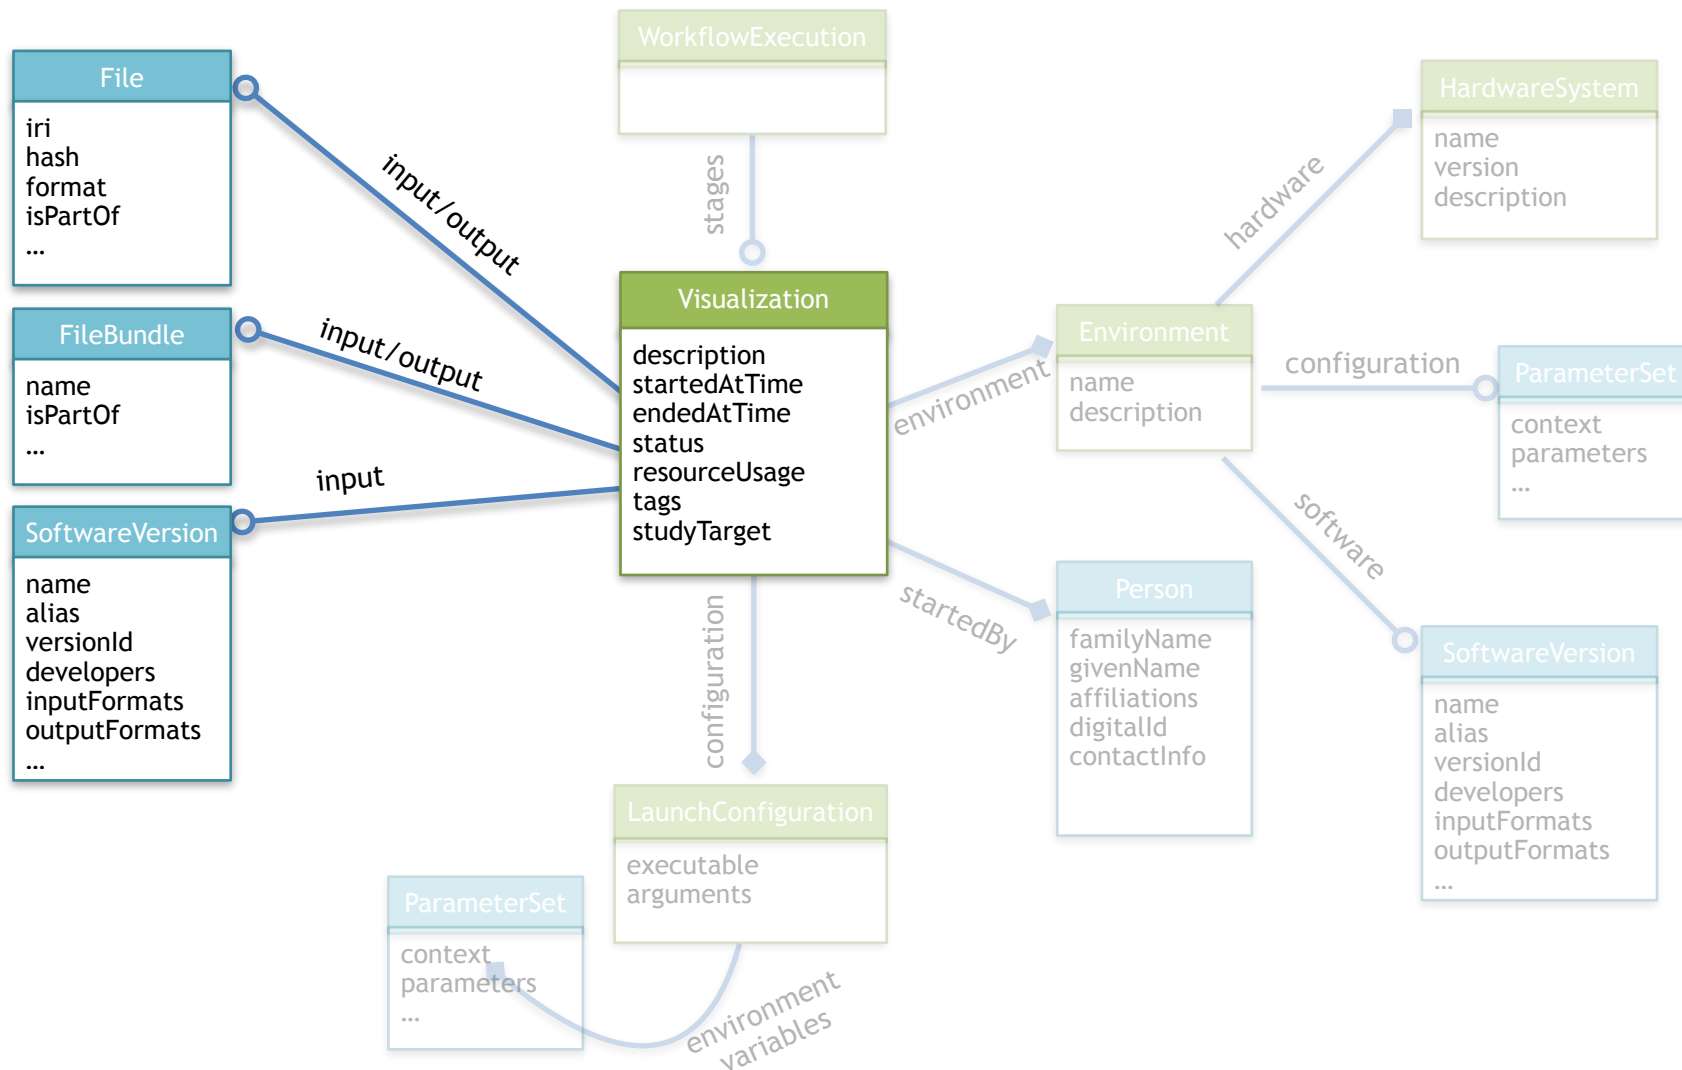 File
iri
hash
format
isPartOf
...
FileBundle
name
isPartOf
...
SoftwareVersion
name
alias
versionId
developers
inputFormats
outputFormats
...
input/output
input/output
input
WorkflowExecution
stages
Visualization
description
startedAtTime
endedAtTime
status
resourceUsage
tags
studyTarget
configuration
LaunchConfiguration
executable
arguments
ParameterSet
context
parameters
...
environment
variables
environment
startedBy
Environment
name
description
Person
familyName
givenName
affiliations
digitalId
contactInfo
hardware
configuration
software
HardwareSystem
name
version
description
ParameterSet
context
parameters
...
SoftwareVersion
name
alias
versionId
developers
inputFormats
outputFormats
...